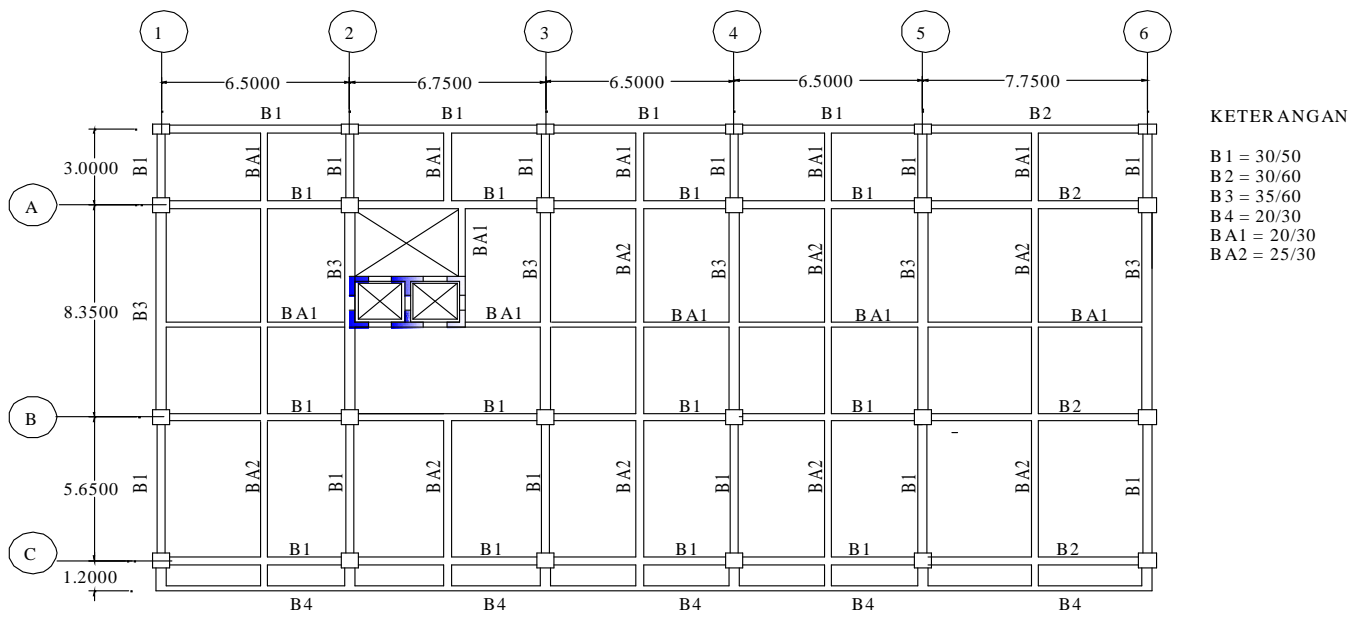 1 2 3 4 5 6
6.5000 6.7500 6.5000 6.5000 7.7500
B1 B1 B1 B1 B2
KETERANGAN
B1 = 30/50
B2 = 30/60
B3 = 35/60
B4 = 20/30
BA1 = 20/30
BA2 = 25/30
3.0000 B1 BA1 B1 BA1 B1 BA1 B1 BA1 B1 BA1 B1
B1 B1 B1 B1 B2
A
8.3500 B3 B3 BA1 B3 BA2 B3 BA2 B3 BA2 B3
BA1 BA1 BA1 BA1 BA1
B1 B1 B1 B1 B2
B
5.6500 B1 BA2 B1 BA2 B1 BA2 B1 BA2 B1 BA2 B1
B1 B1 B1 B1 B2
C
1.2000
B4 B4 B4 B4 B4